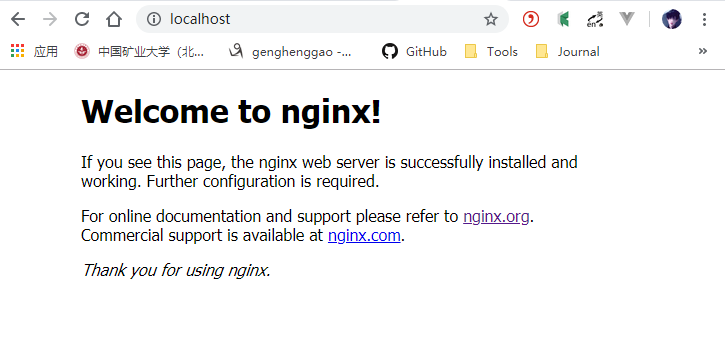 localhost
en
应用
中国矿业大学（北...
genghenggao -...
GitHub
Tools
Journal
»
Welcome to nginx!
If you see this page, the nginx web server is successfully installed and
working. Further configuration is required.
For online documentation and support please refer to nginx.org.
Commercial support is available at nginx.com.
Thank you for using nginx.